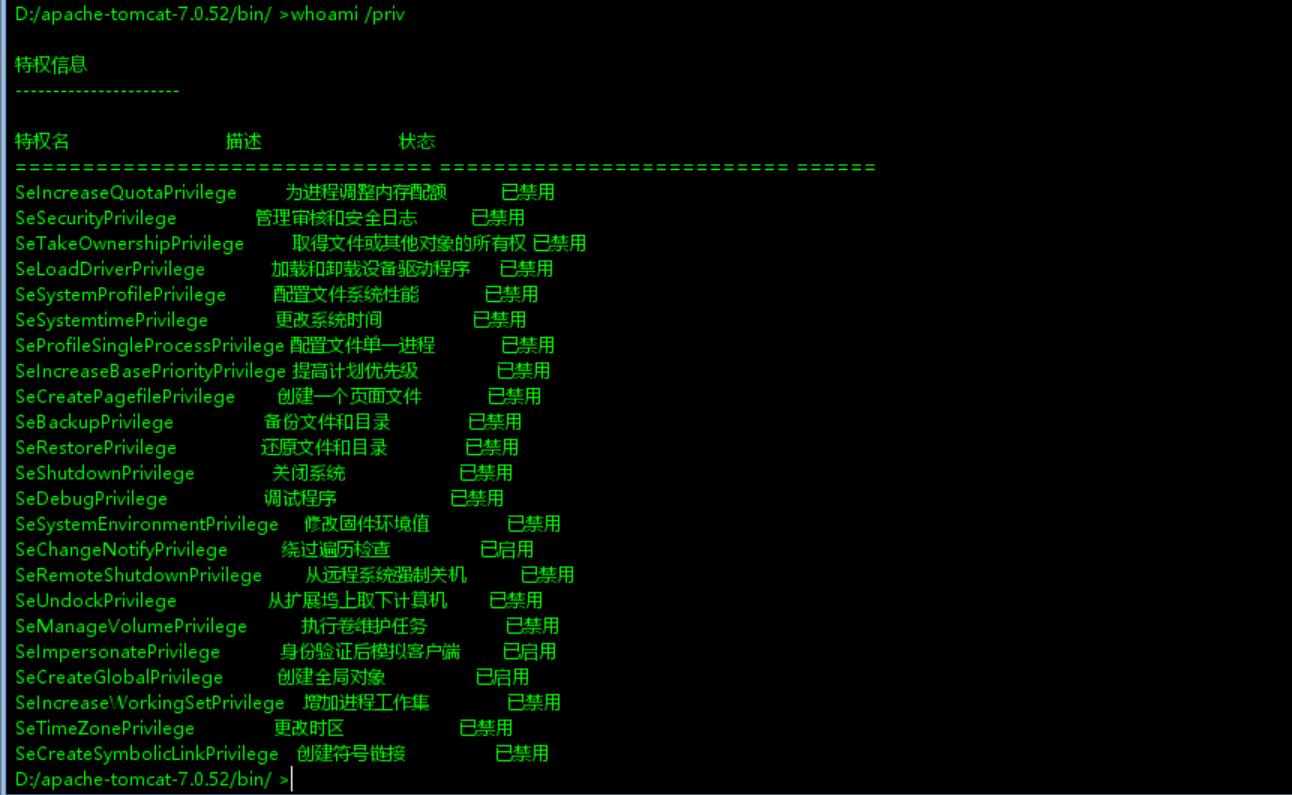 D:/apache-tomcat-7.0.52/bin/ >whoami /priv
特权信息
----------------------
特权名 描述 状态
=============================== ========================== ======
SeIncreaseQuotaPrivilege 为进程调整内存配额 已禁用
SeSecurityPrivilege 管理审核和安全日志 已禁用
SeTakeOwnershipPrivilege 取得文件或其他对象的所有权 已禁用
SeLoadDriverPrivilege 加载和卸载设备驱动程序 已禁用
SeSystemProfilePrivilege 配置文件系统性能 已禁用
SeSystemtimePrivilege 更改系统时间 已禁用
SeProfileSingleProcessPrivilege 配置文件单一进程 已禁用
SeIncreaseBasePriorityPrivilege 提高计划优先级 已禁用
SeCreatePagefilePrivilege 创建一个页面文件 已禁用
SeBackupPrivilege 备份文件和目录 已禁用
SeRestorePrivilege 还原文件和目录 已禁用
SeShutdownPrivilege 关闭系统 已禁用
SeDebugPrivilege 调试程序 已禁用
SeSystemEnvironmentPrivilege 修改固件环境值 已禁用
SeChangeNotifyPrivilege 绕过遍历检查 已启用
SeRemoteShutdownPrivilege 从远程系统强制关机 已禁用
SeUndockPrivilege 从扩展坞上取下计算机 已禁用
SeManageVolumePrivilege 执行卷维护任务 已禁用
SeImpersonatePrivilege 身份验证后模拟客户端 已启用
SeCreateGlobalPrivilege 创建全局对象 已启用
SeIncreaseWorkingSetPrivilege 增加进程工作集 已禁用
SeTimeZonePrivilege 更改时区 已禁用
SeCreateSymbolicLinkPrivilege 创建符号链接 已禁用
D:/apache-tomcat-7.0.52/bin/ >